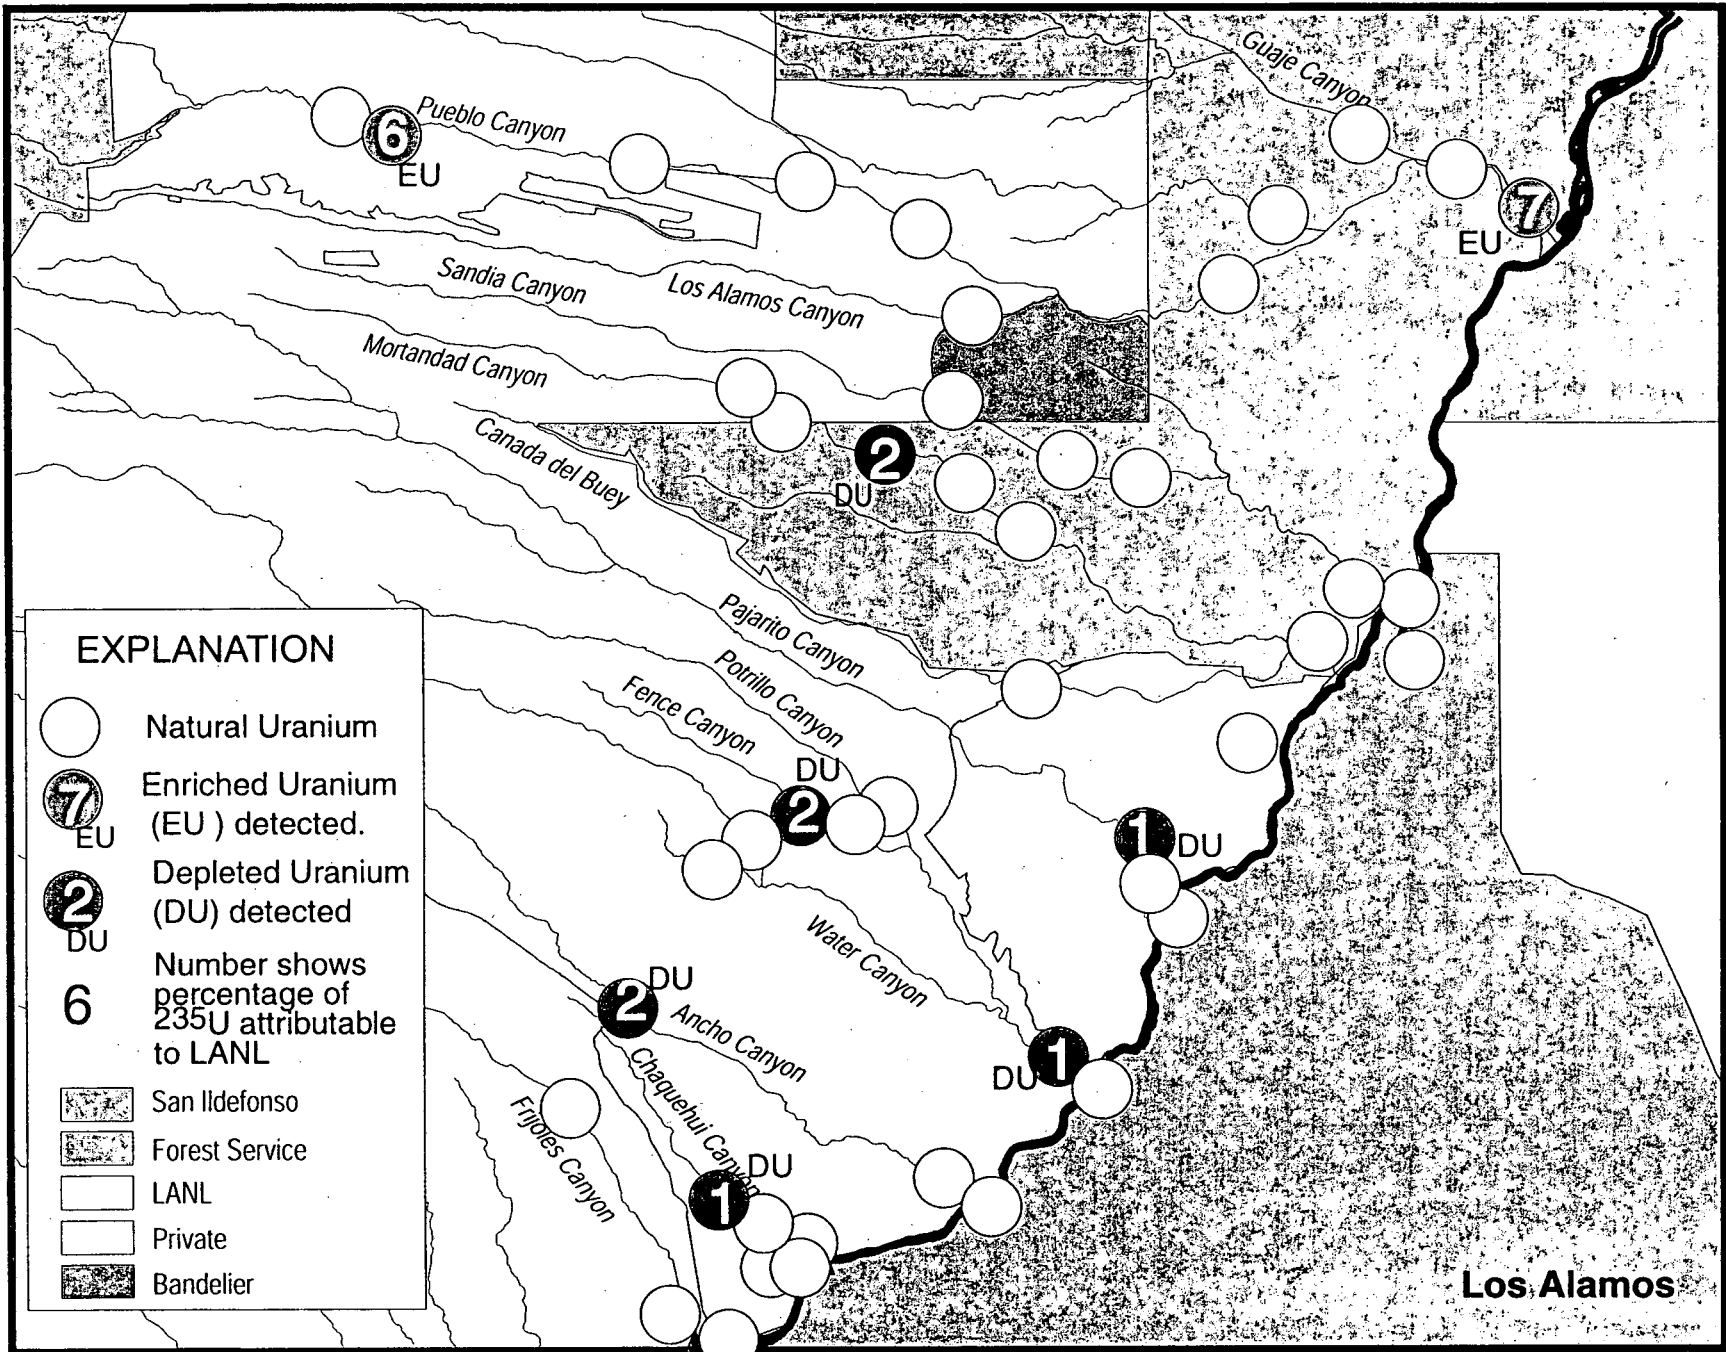 Guaje Canyon
Pueblo Canyon
6
EU
7
EU
Sandia Canyon
Los Alamos Canyon
Mortandad Canyon
Canada del Buey
2
DU
Pajarito Canyon
Potrillo Canyon
Fence Canyon
DU
2
1
DU
Water Canyon
DU
2
Ancho Canyon
1
DU
Chaquehui Canyon
Frijoles Canyon
DU
1
EXPLANATION
Natural Uranium
7
EU
Enriched Uranium
(EU ) detected.
2
DU
Depleted Uranium
(DU) detected
6
Number shows
percentage of
235U attributable
to LANL
San Ildefonso
Forest Service
LANL
Private
Bandelier
Los Alamos